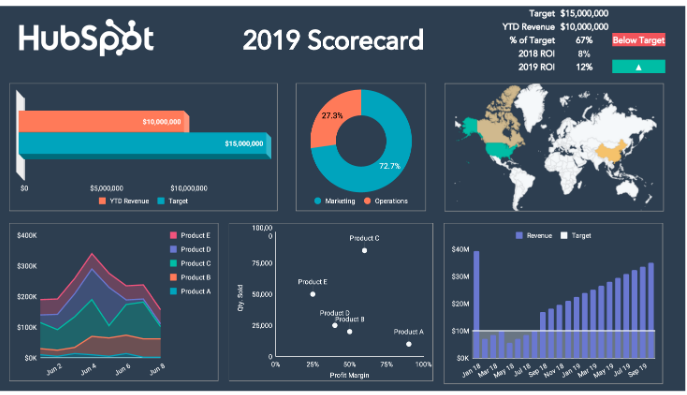 HubSpot
2019 Scorecard
Target $15,000,000
YTD Revenue $10,000,000
% of Target 67% Below Target
2018 ROI 8%
2019 ROI 12% ▲
$10,000,000
$15,000,000
$0 $5,000,000 $10,000,000
YTD Revenue Target
27.3%
72.7%
Marketing Operations
$400K
$300K
$200K
$100K
$0K
Jun 2 Jun 4 Jun 6 Jun 8
Product E
Product D
Product C
Product B
Product A
100,00
0
75,000
50,000
25,000
0
Qty. Sold
Product C
Product E
Product D
Product B
Product A
0% 25% 50% 75% 100%
Profit Margin
Revenue Target
$40M
$30M
$20M
$10M
$0K
Jan 18 Mar 18 May 18 Jul 18 Sep 18 Nov 18 Jan 19 Mar 19 May 19 Jul 19 Sep 19